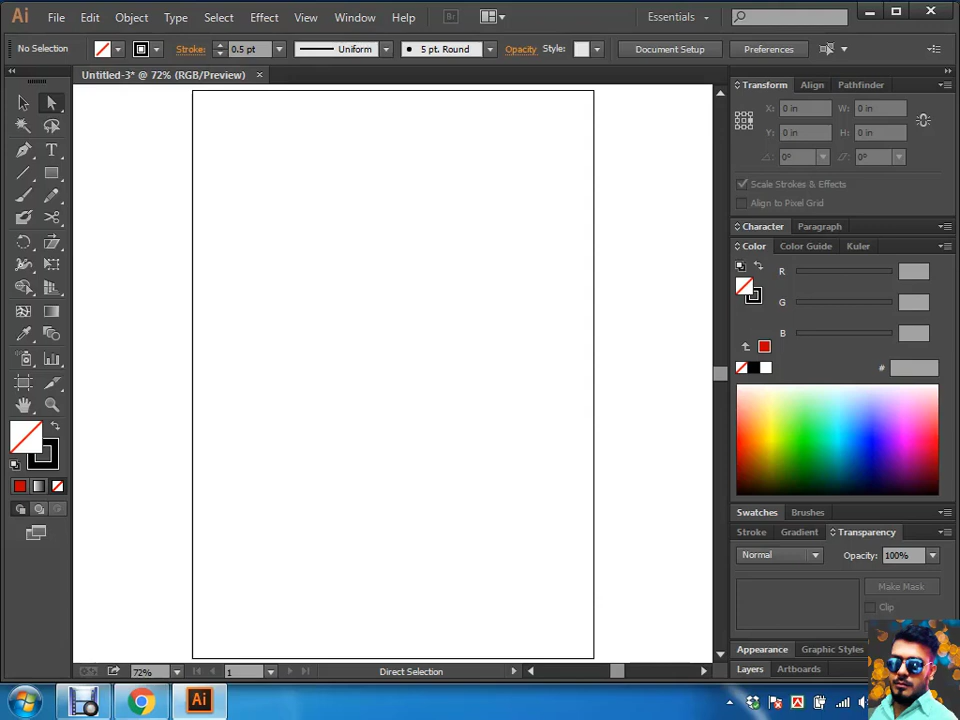 Ai File Edit Object Type Select Effect View Window Help Br Essentials
No Selection Stroke: 0.5 pt Uniform 5 pt. Round Opacity Style: Document Setup Preferences
Untitled-3* @ 72% (RGB/Preview) ×
Transform Align Pathfinder
X: 0 in W: 0 in
Y: 0 in H: 0 in
0° 0°
Scale Strokes & Effects
Align to Pixel Grid
Character Paragraph
Color Color Guide Kuler
R
G
B
#
Swatches Brushes
Stroke Gradient Transparency
Normal Opacity: 100%
Make Mask
Clip
Appearance Graphic Styles
72% 1 Direct Selection
Layers Artboards
Ai